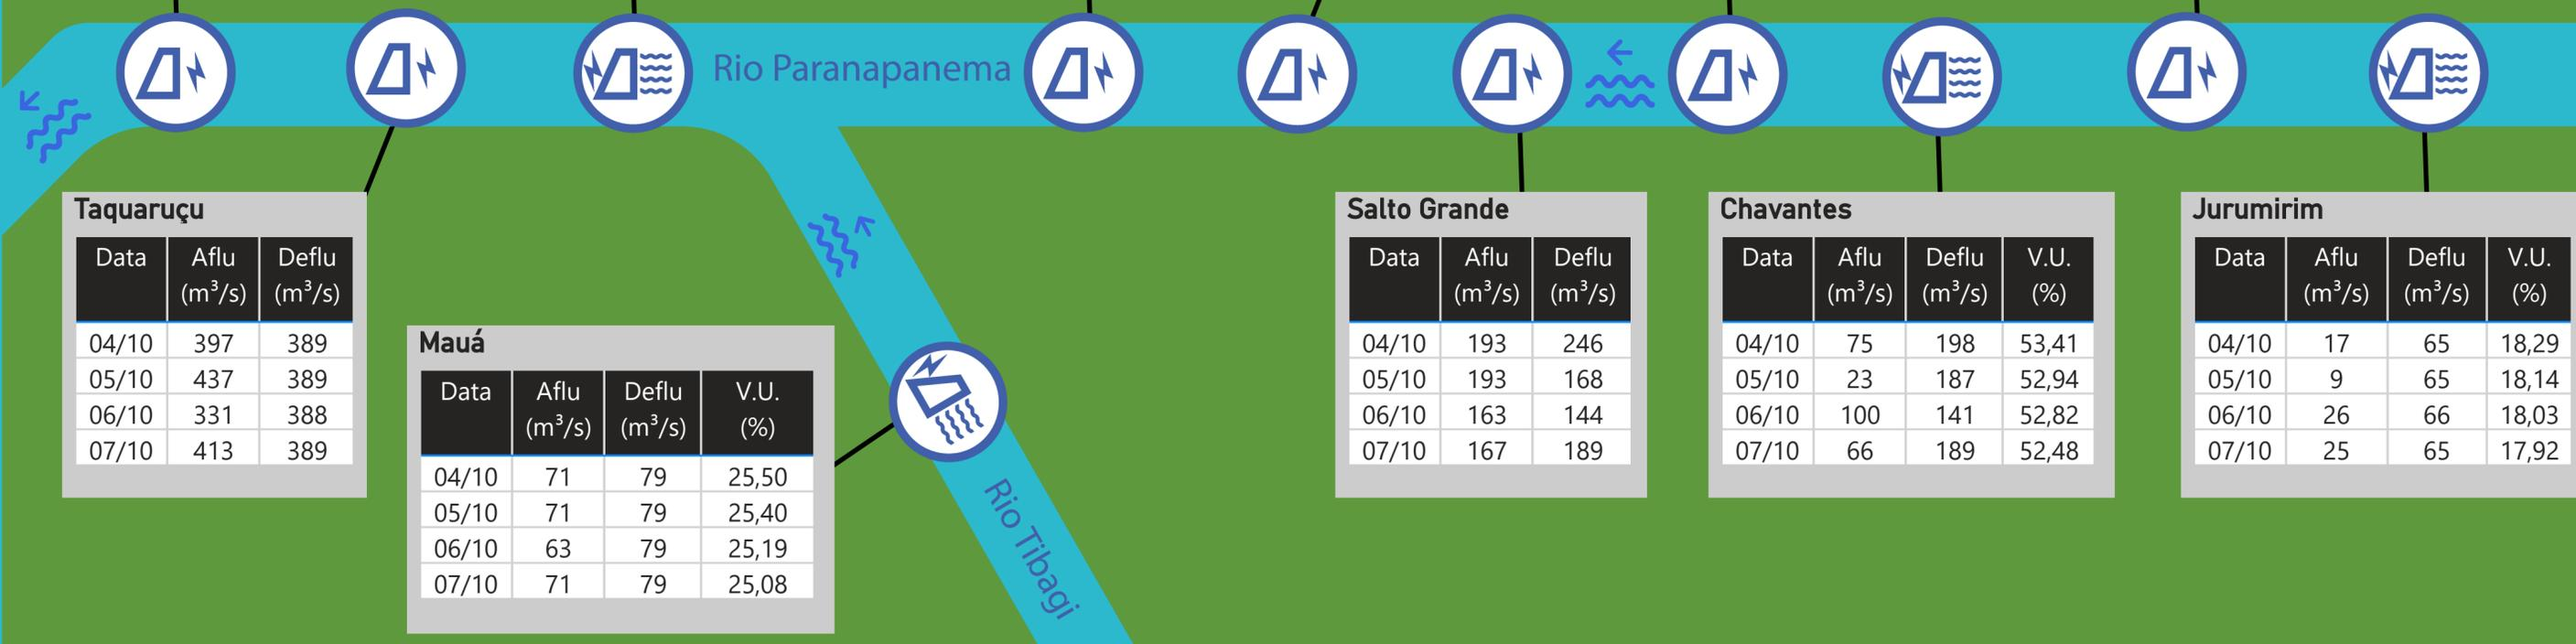 Rio Paranapanema
Taquaruçu
Data Aflu (m³/s) Deflu (m³/s)
04/10 397 389
05/10 437 389
06/10 331 388
07/10 413 389
Mauá
Data Aflu (m³/s) Deflu (m³/s) V.U. (%)
04/10 71 79 25,50
05/10 71 79 25,40
06/10 63 79 25,19
07/10 71 79 25,08
Rio Tibagi
Salto Grande
Data Aflu (m³/s) Deflu (m³/s)
04/10 193 246
05/10 193 168
06/10 163 144
07/10 167 189
Chavantes
Data Aflu (m³/s) Deflu (m³/s) V.U. (%)
04/10 75 198 53,41
05/10 23 187 52,94
06/10 100 141 52,82
07/10 66 189 52,48
Jurumirim
Data Aflu (m³/s) Deflu (m³/s) V.U. (%)
04/10 17 65 18,29
05/10 9 65 18,14
06/10 26 66 18,03
07/10 25 65 17,92